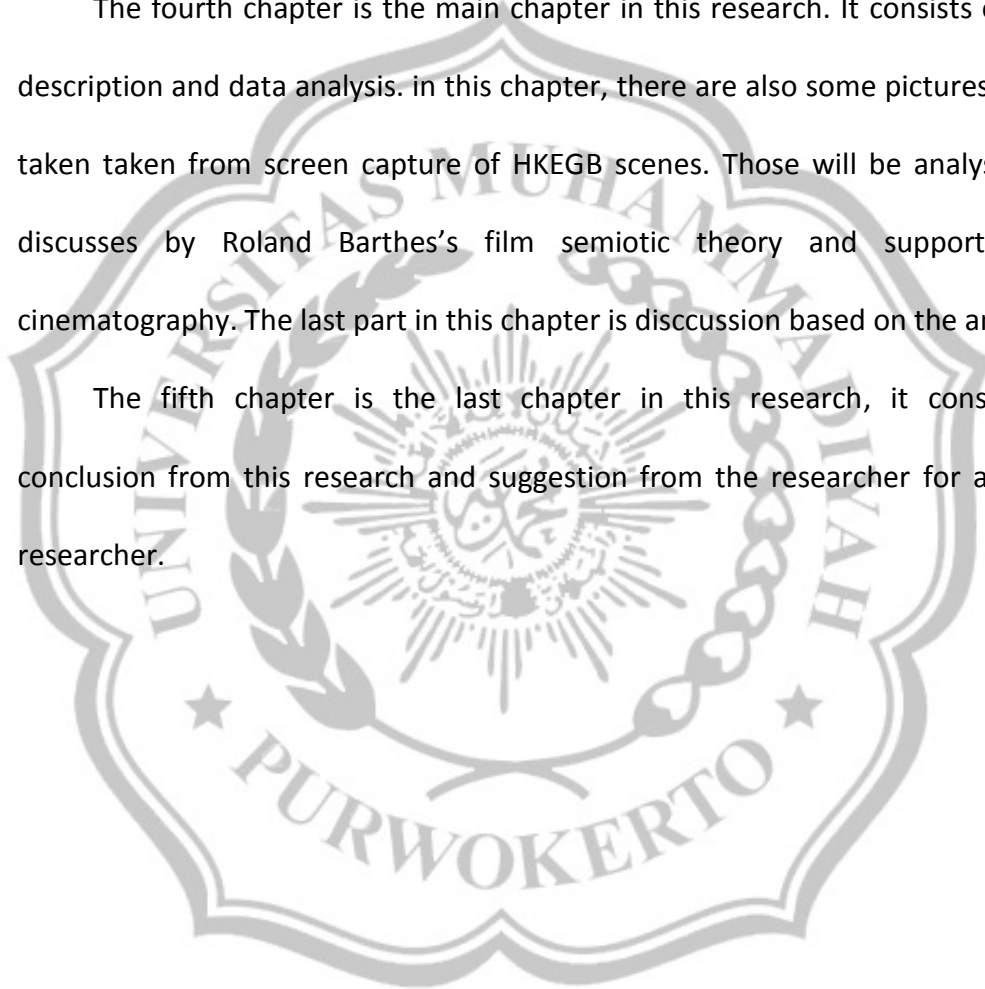 The fourth chapter is the main chapter in this research. It consists
description and data analysis. in this chapter, there are also some pictures
taken taken from screen capture of HKEGB scenes. Those will be
discusses by Roland Barthes's film semiotic theory and
cinematography. The last part in this chapter is disccussion based on the
The fifth chapter is the last chapter in this research, it
conclusion from this research and suggestion from the researcher for
researcher.
UNIVERSITAS MUHAMMADIYAH
PURWOKERTO